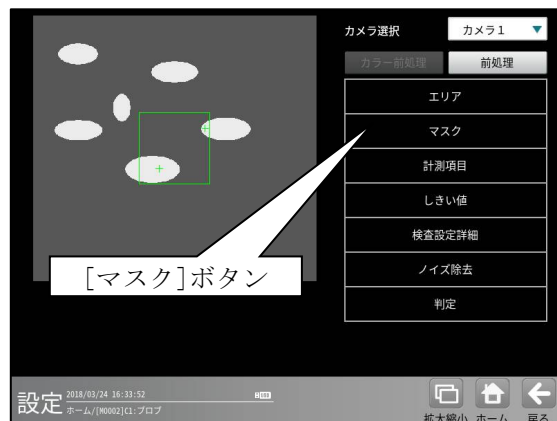 カメラ選択
カメラ1
カラー前処理
前処理
エリア
マスク
計測項目
しきい値
検査設定詳細
ノイズ除去
判定
[マスク]ボタン
設定
2018/03/24 16:33:52
ホーム/[M0002]C1:ブロブ
拡大縮小
ホーム
戻る